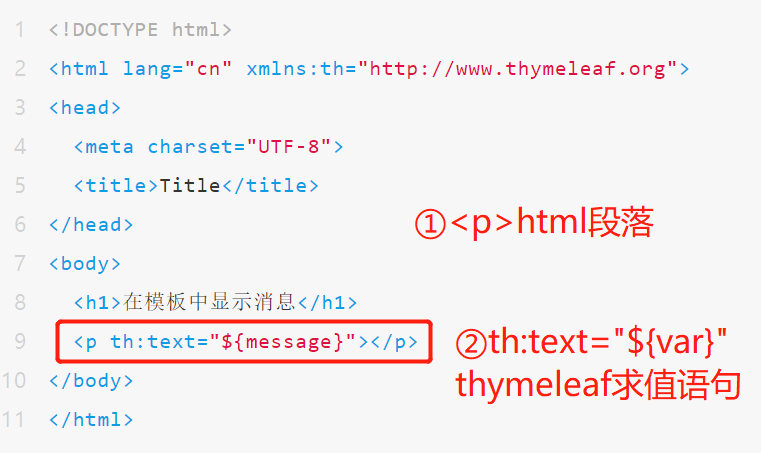 1 <!DOCTYPE html>
2 <html lang="cn" xmlns:th="http://www.thymeleaf.org">
3 <head>
4 <meta charset="UTF-8">
5 <title>Title</title>
6 </head>
①<p>html段落
7 <body>
8 <h1>在模板中显示消息</h1>
9 <p th:text="${message}"></p>
②th:text="${var}"
thymeleaf求值语句
10 </body>
11 </html>